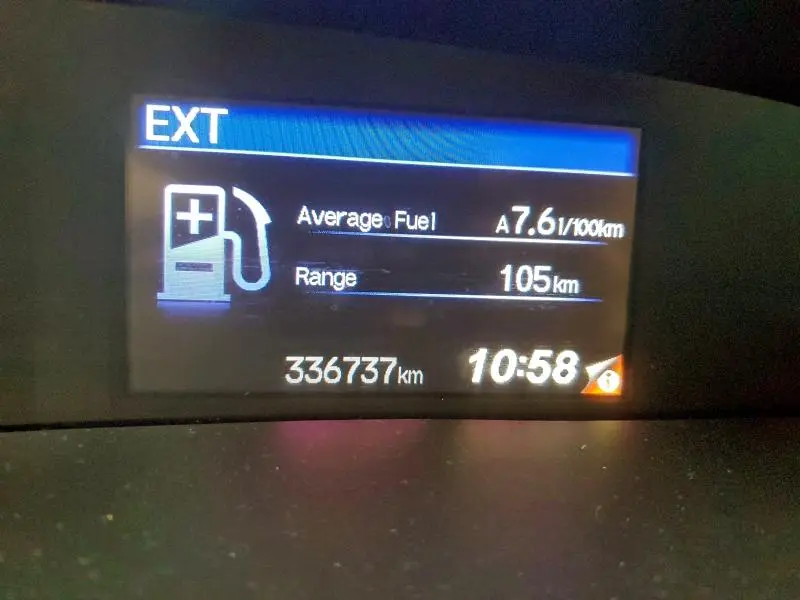 EXT
Average Fuel A7.6l/100km
Range 105km
336737km 10:58